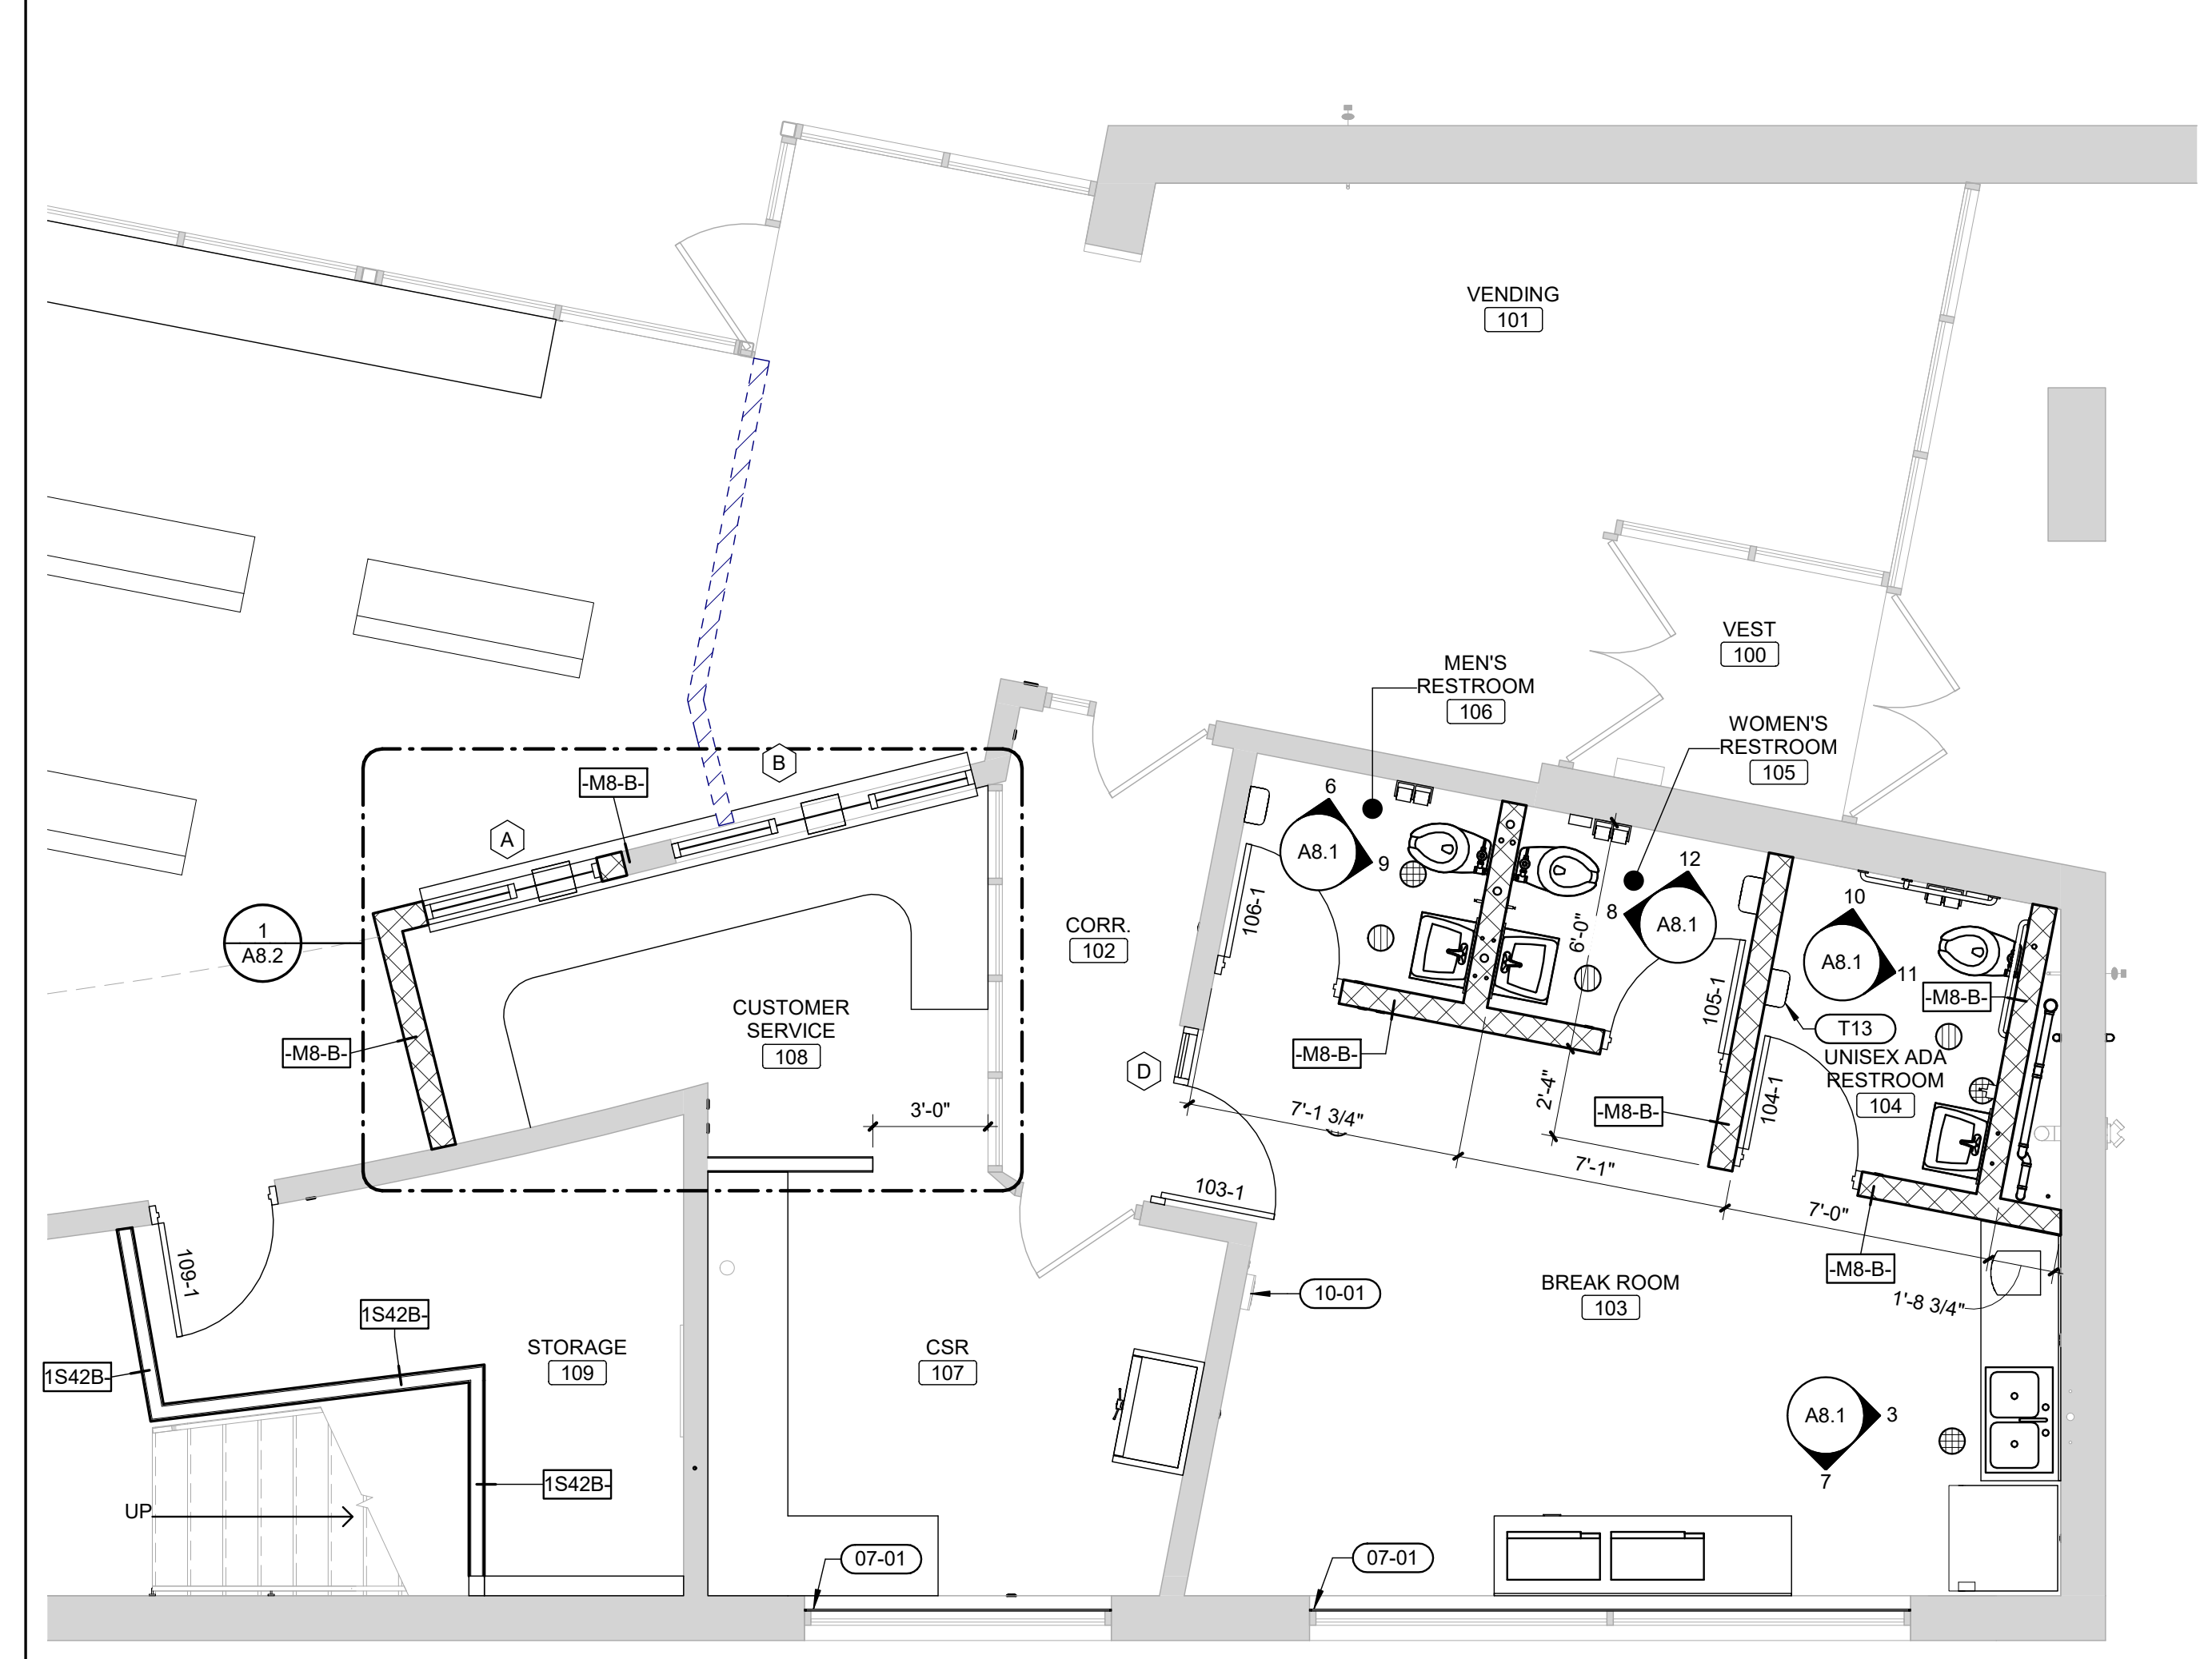 VENDING
101
VEST
100
MEN'S
RESTROOM
106
WOMEN'S
RESTROOM
105
B
-M8-B-
A
6
A8.1
9
12
8
A8.1
10
A8.1
11
106-1
6'-0"
105-1
1
A8.2
CORR.
102
-M8-B-
T13
CUSTOMER
SERVICE
108
-M8-B-
-M8-B-
D
UNISEX ADA
RESTROOM
104
2'-4"
104-1
-M8-B-
3'-0"
7'-1 3/4"
7'-1"
103-1
7'-0"
109-1
-M8-B-
10-01
BREAK ROOM
103
1'-8 3/4"
1S42B-
STORAGE
109
CSR
107
1S42B-
A8.1
3
7
1S42B-
UP
07-01
07-01